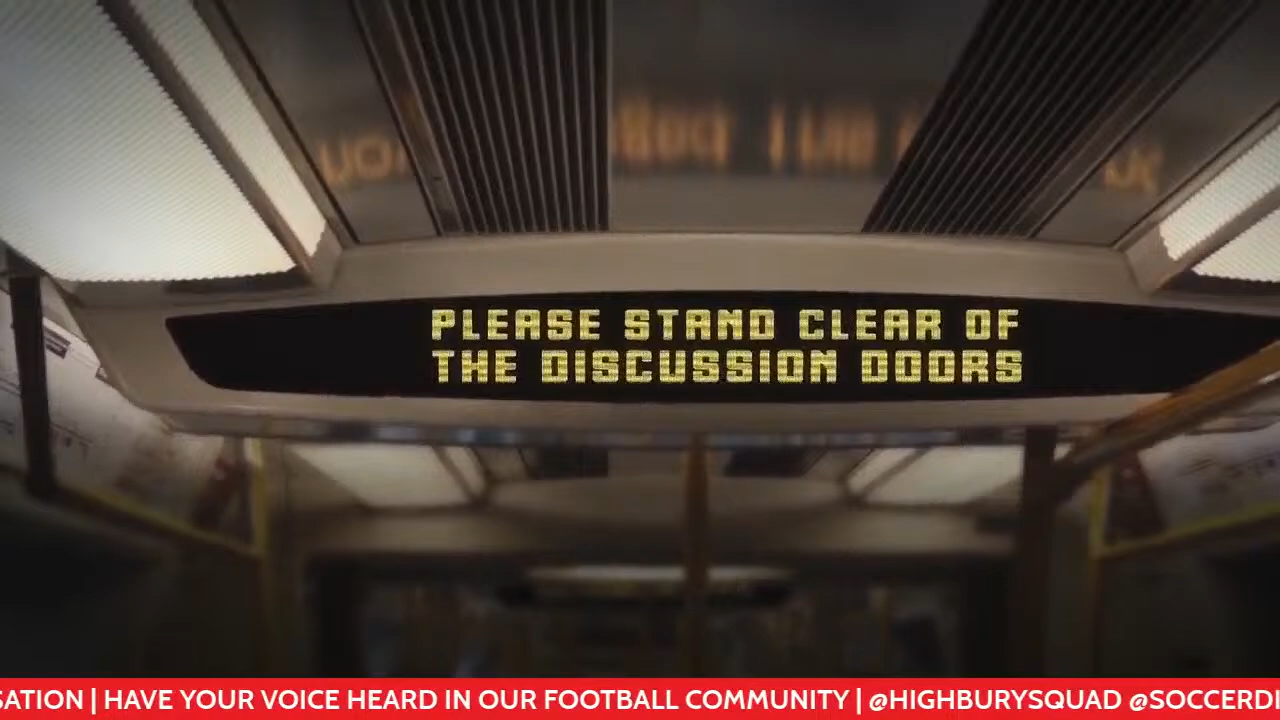 PLEASE STAND CLEAR OF
THE DISCUSSION DOORS
SATION | HAVE YOUR VOICE HEARD IN OUR FOOTBALL COMMUNITY | @HIGHBURYSQUAD @SOCCERDI